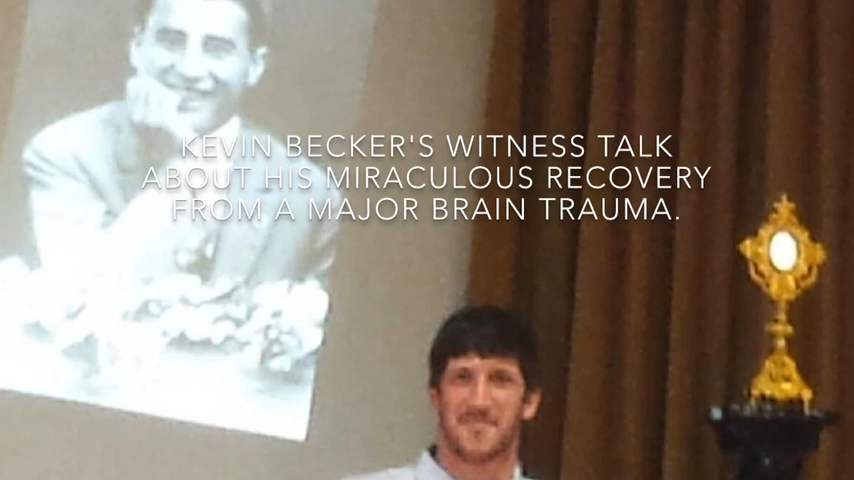 KEVIN BECKER'S WITNESS TALK
ABOUT HIS MIRACULOUS RECOVERY
FROM A MAJOR BRAIN TRAUMA.